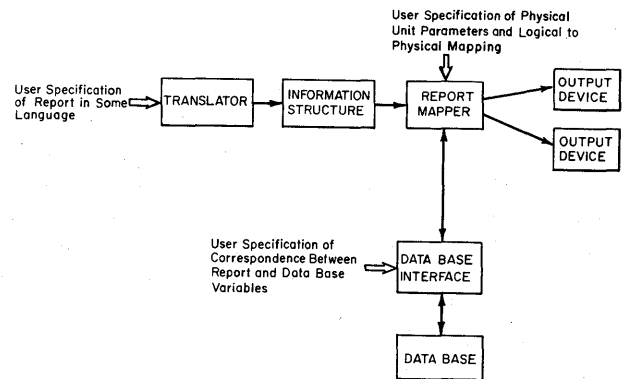 User Specification of Physical
Unit Parameters and Logical to
Physical Mapping
User Specification
of Report in Some
Language
TRANSLATOR
INFORMATION
STRUCTURE
REPORT
MAPPER
OUTPUT
DEVICE
OUTPUT
DEVICE
User Specification of
Correspondence Between
Report and Data Base
Variables
DATA BASE
INTERFACE
DATA BASE